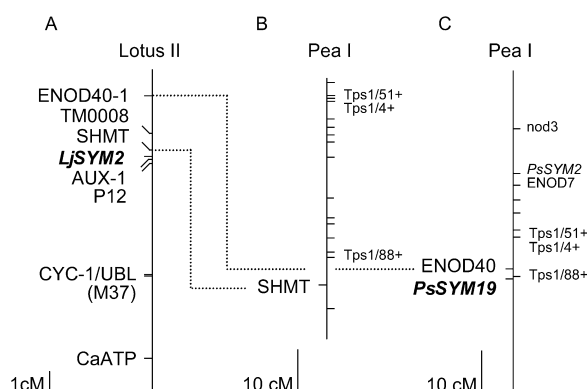 A
B
C
Lotus II
Pea I
Pea I
ENOD40-1
TM0008
SHMT
LjSYM2
AUX-1
P12
CYC-1/UBL
(M37)
CaATP
1cM
Tps1/51+
Tps1/4+
Tps1/88+
SHMT
10 cM
nod3
PsSYM2
ENOD7
Tps1/51+
Tps1/4+
ENOD40
Tps1/88+
PsSYM19
10 cM